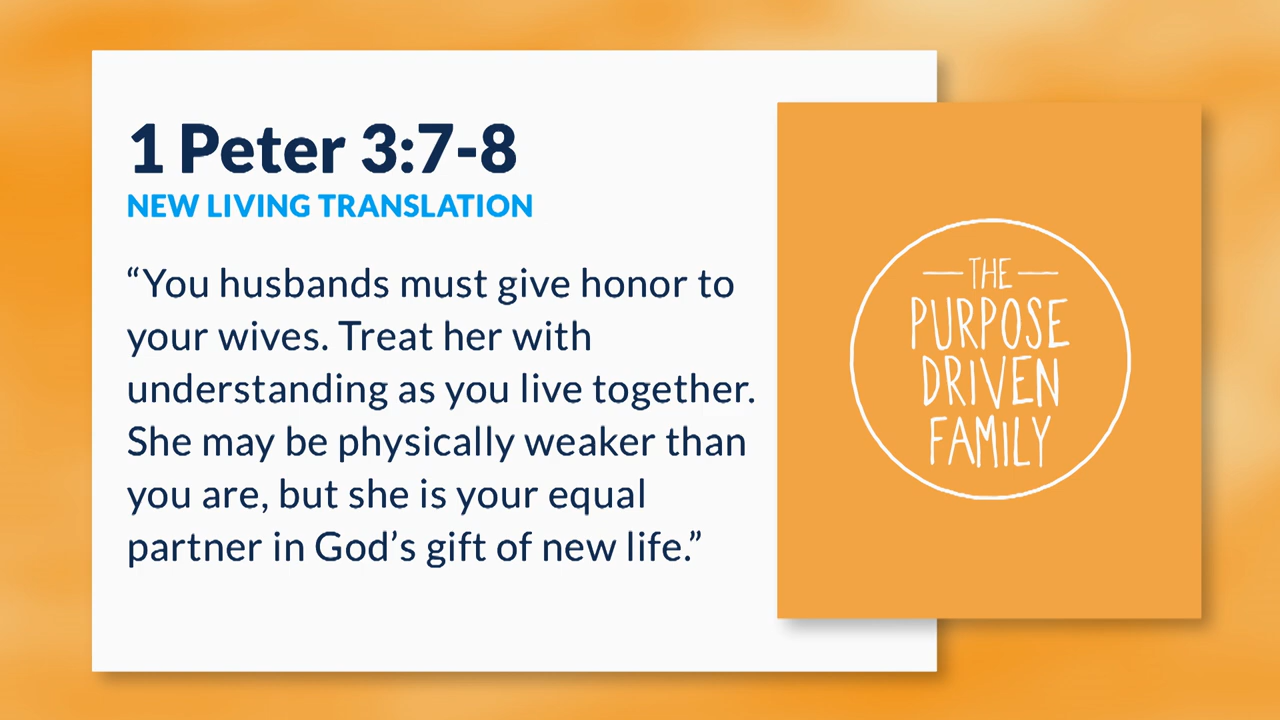 1 Peter 3:7-8
NEW LIVING TRANSLATION
“You husbands must give honor to
your wives. Treat her with
understanding as you live together.
She may be physically weaker than
you are, but she is your equal
partner in God’s gift of new life.”
THE
PURPOSE
DRIVEN
FAMILY